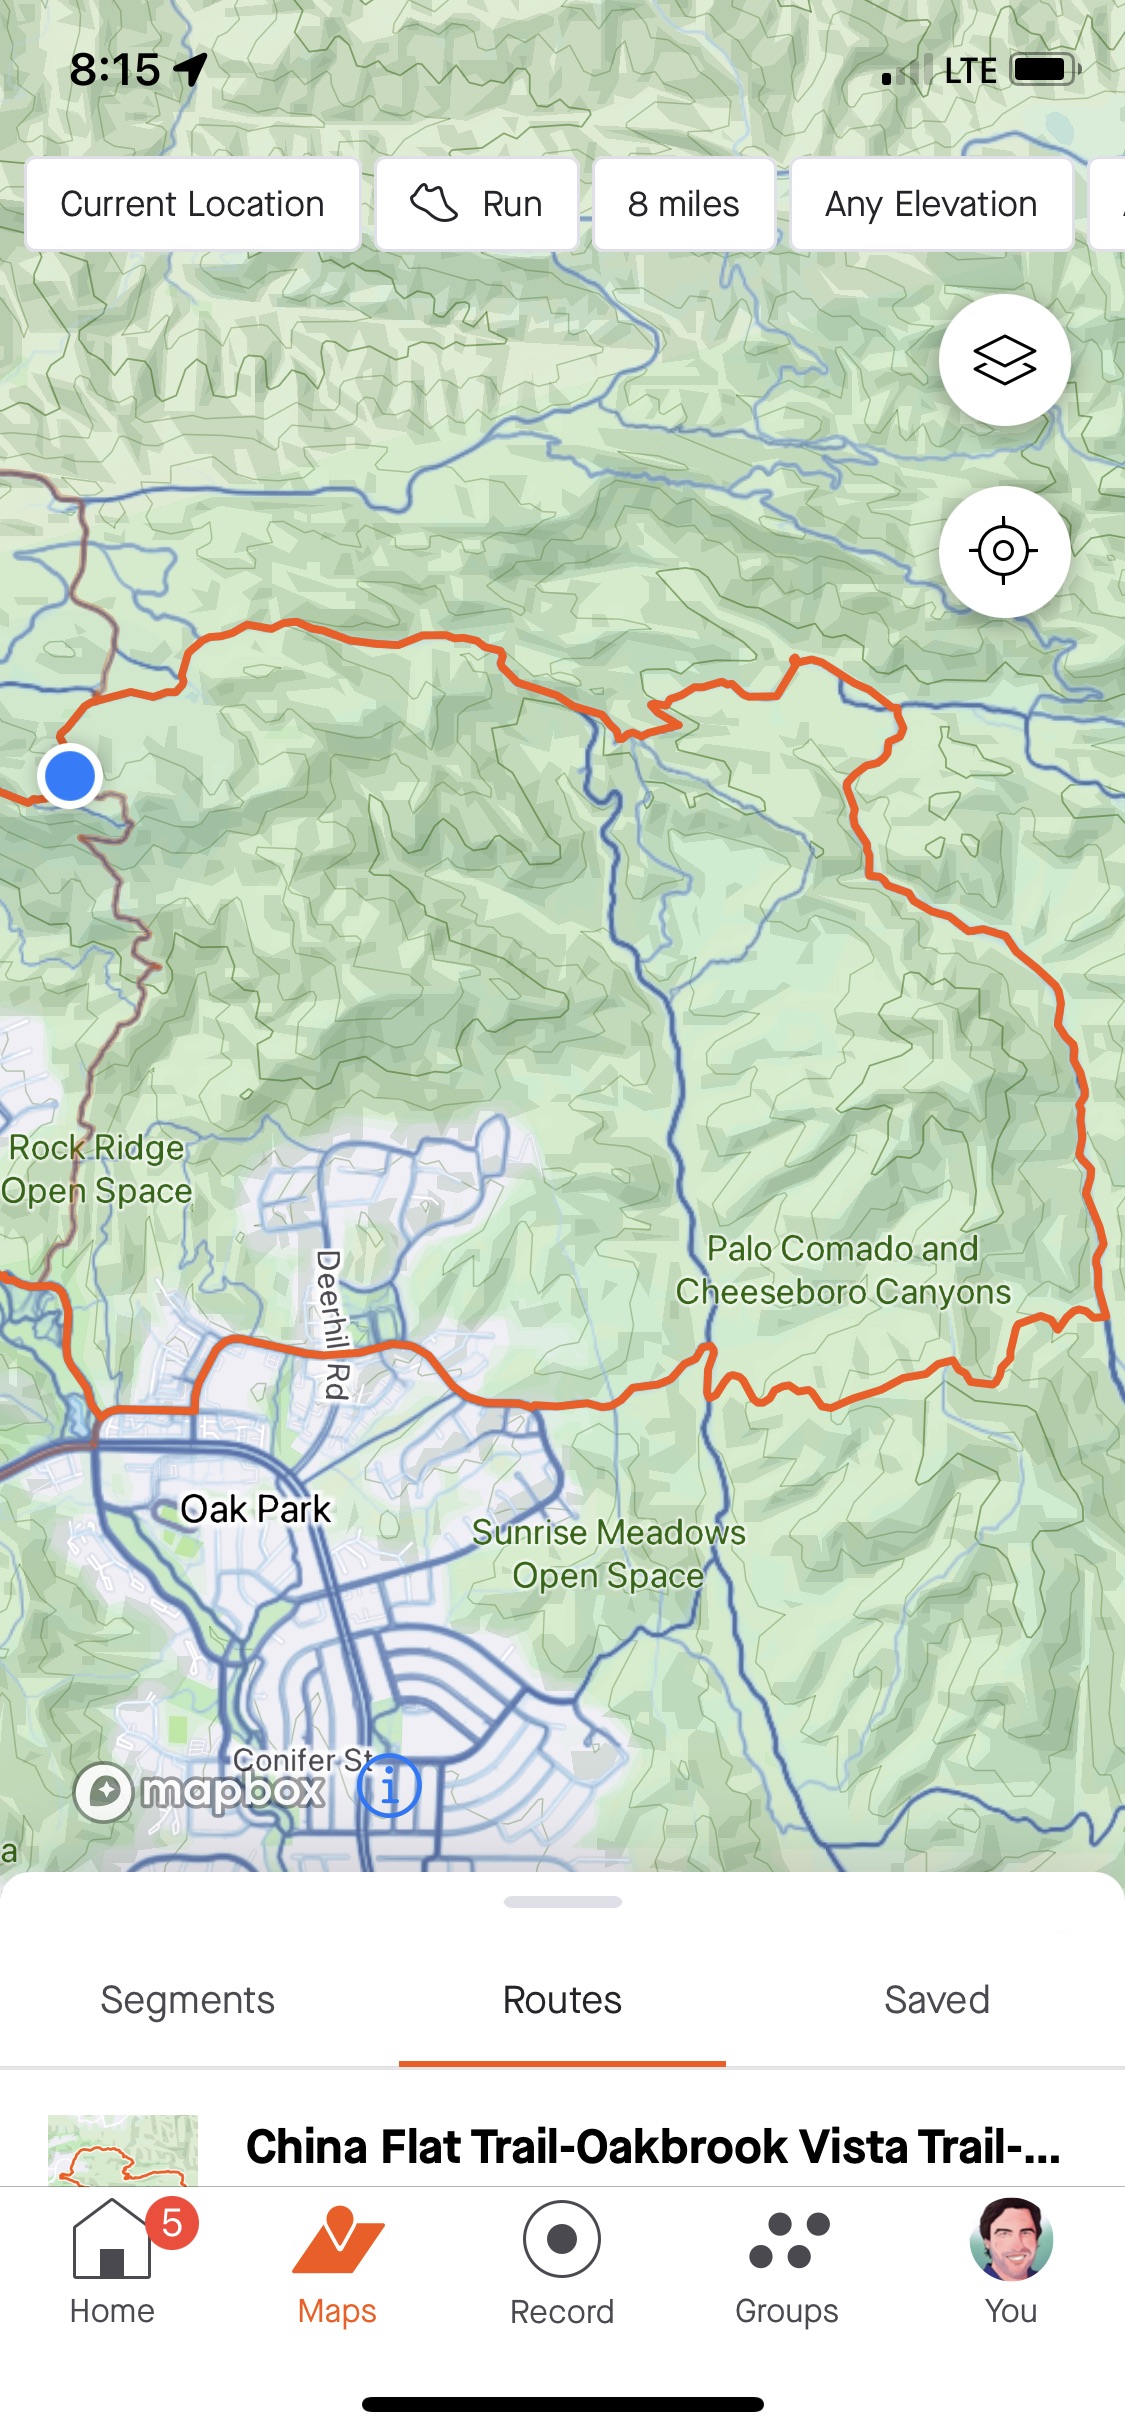 8:15
LTE
Current Location
Run
8 miles
Any Elevation
Rock Ridge
Open Space
Deerhil Rd
Palo Comado and
Cheeseboro Canyons
Oak Park
Sunrise Meadows
Open Space
Conifer St
mapbox
i
a
Segments
Routes
Saved
China Flat Trail-Oakbrook Vista Trail-...
5
Home
Maps
Record
Groups
You